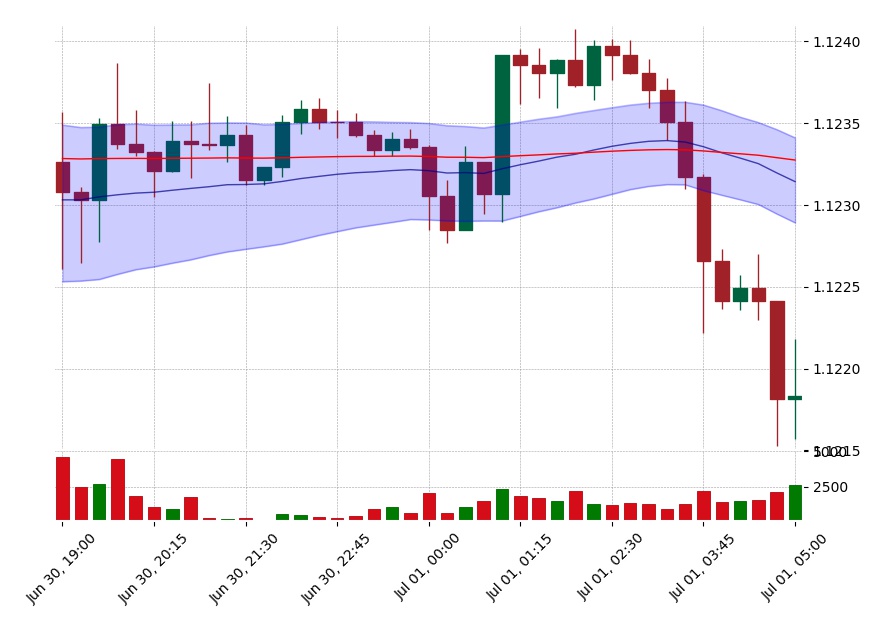 1.1240
1.1235
1.1230
1.1225
1.1220
1.1215
5000
2500
Jun 30, 19:00
Jun 30, 20:15
Jun 30, 21:30
Jun 30, 22:45
Jul 01, 00:00
Jul 01, 01:15
Jul 01, 02:30
Jul 01, 03:45
Jul 01, 05:00